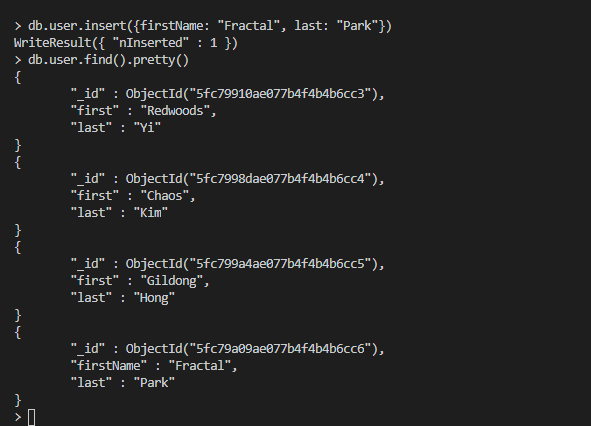 > db.user.insert({firstName: "Fractal", last: "Park"})
WriteResult({ "nInserted" : 1 })
> db.user.find().pretty()
{
        "_id" : ObjectId("5fc79910ae077b4f4b4b6cc3"),
        "first" : "Redwoods",
        "last" : "Yi"
}
{
        "_id" : ObjectId("5fc7998dae077b4f4b4b6cc4"),
        "first" : "Chaos",
        "last" : "Kim"
}
{
        "_id" : ObjectId("5fc799a4ae077b4f4b4b6cc5"),
        "first" : "Gildong",
        "last" : "Hong"
}
{
        "_id" : ObjectId("5fc79a09ae077b4f4b4b6cc6"),
        "firstName" : "Fractal",
        "last" : "Park"
}
>